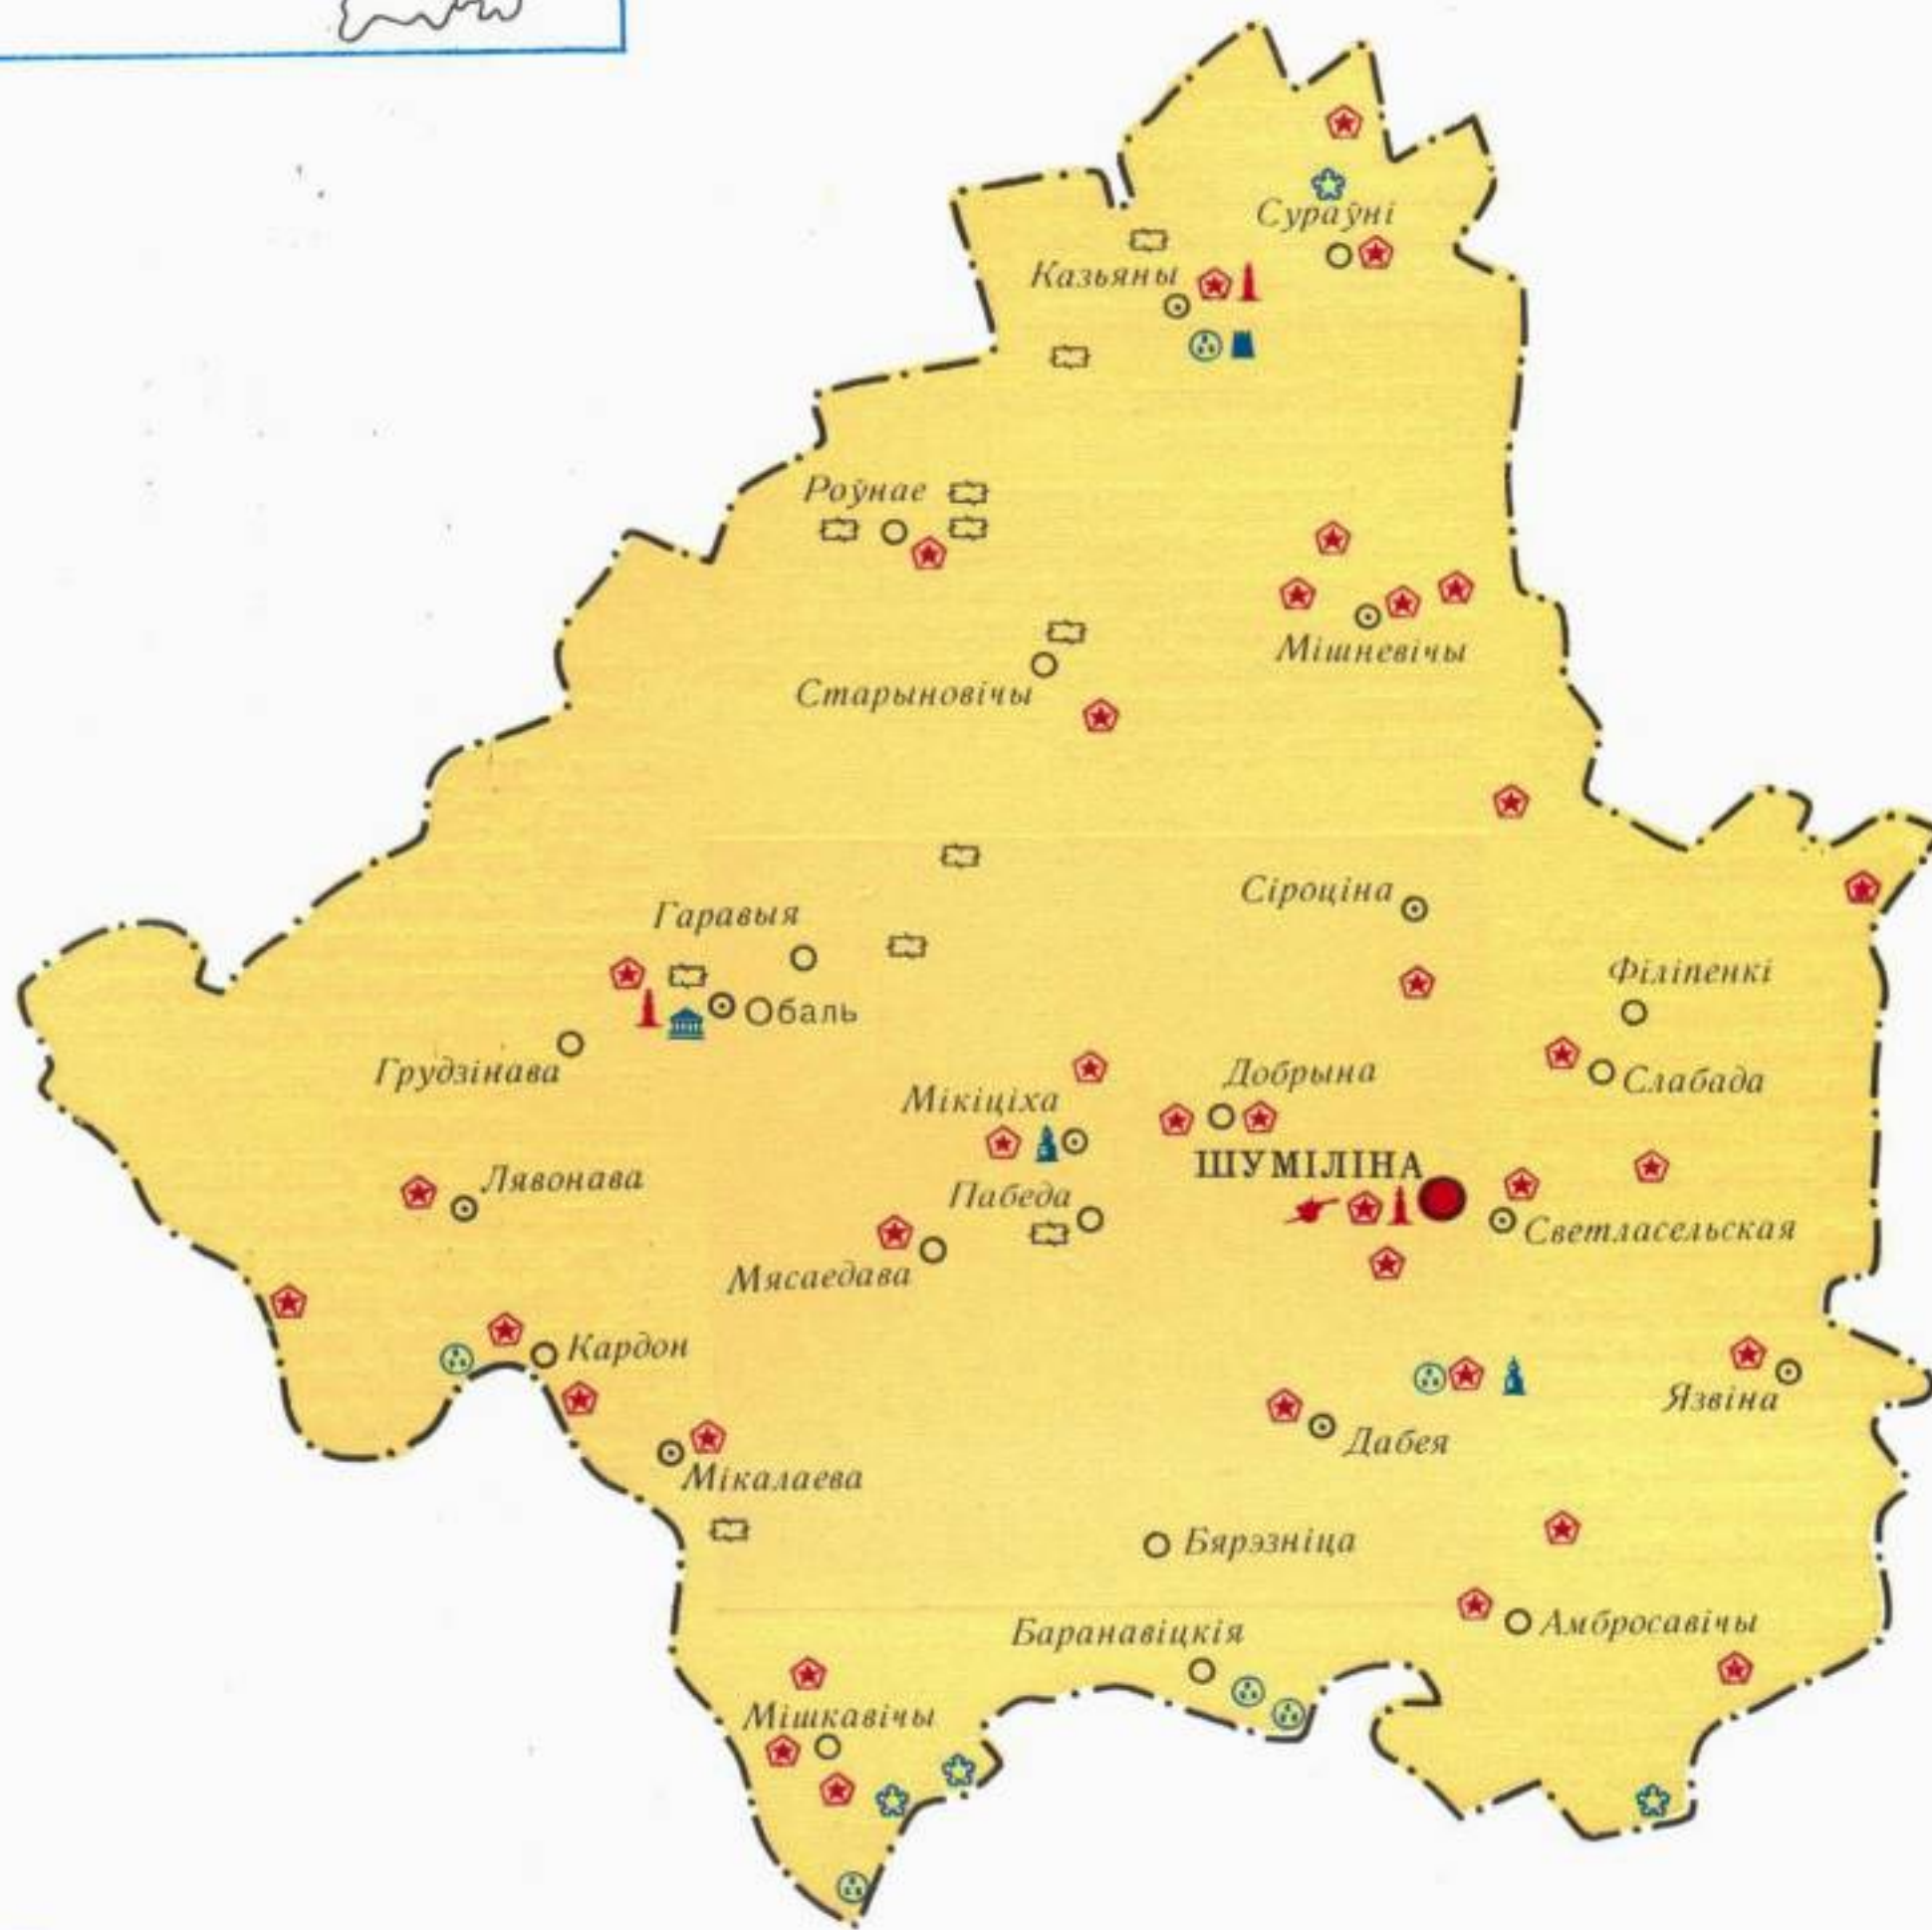 Сураўні
Казьяны
Роўнае
Мішневічы
Старыновічы
Сіроціна
Гаравыя
Філіпенкі
Обаль
Грудзінава
Добрына
Слабада
Мікіціха
ШУМІЛІНА
Лявонава
Пабеда
Светласельская
Мясаедава
Кардон
Язвіна
Дабея
Мікалаева
Бярэзніца
Амбросавічы
Баранавіцкія
Мішкавічы